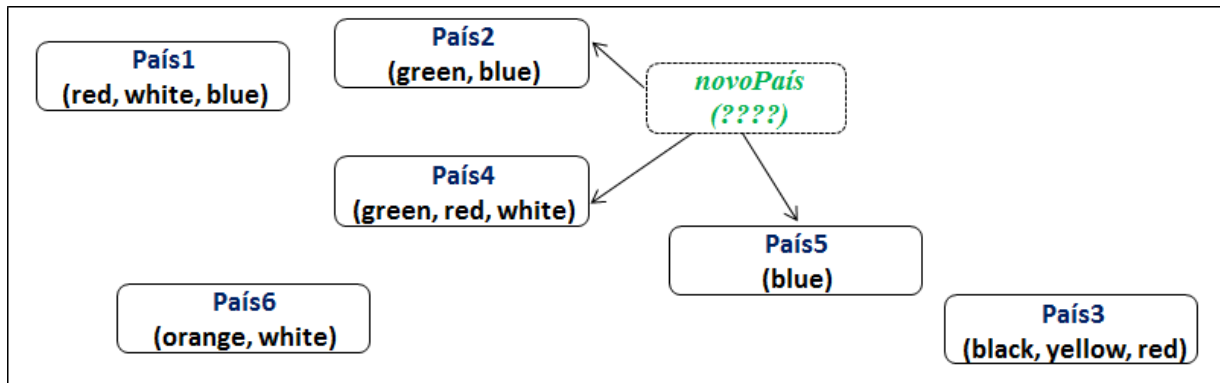 País1
(red, white, blue)
País2
(green, blue)
novoPaís
(????)
País4
(green, red, white)
País5
(blue)
País6
(orange, white)
País3
(black, yellow, red)